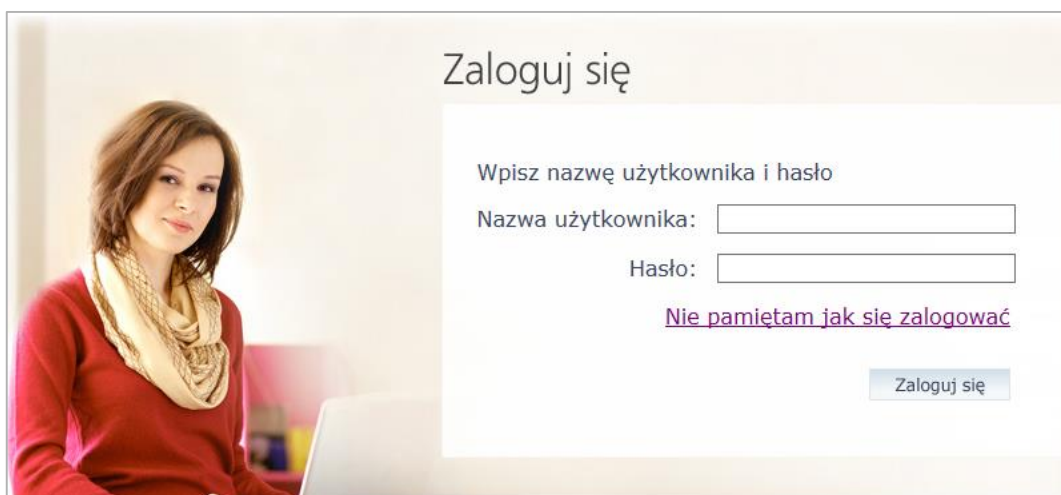 Zaloguj się
Wpisz nazwę użytkownika i hasło
Nazwa użytkownika:
Hasło:
Nie pamiętam jak się zalogować
Zaloguj się